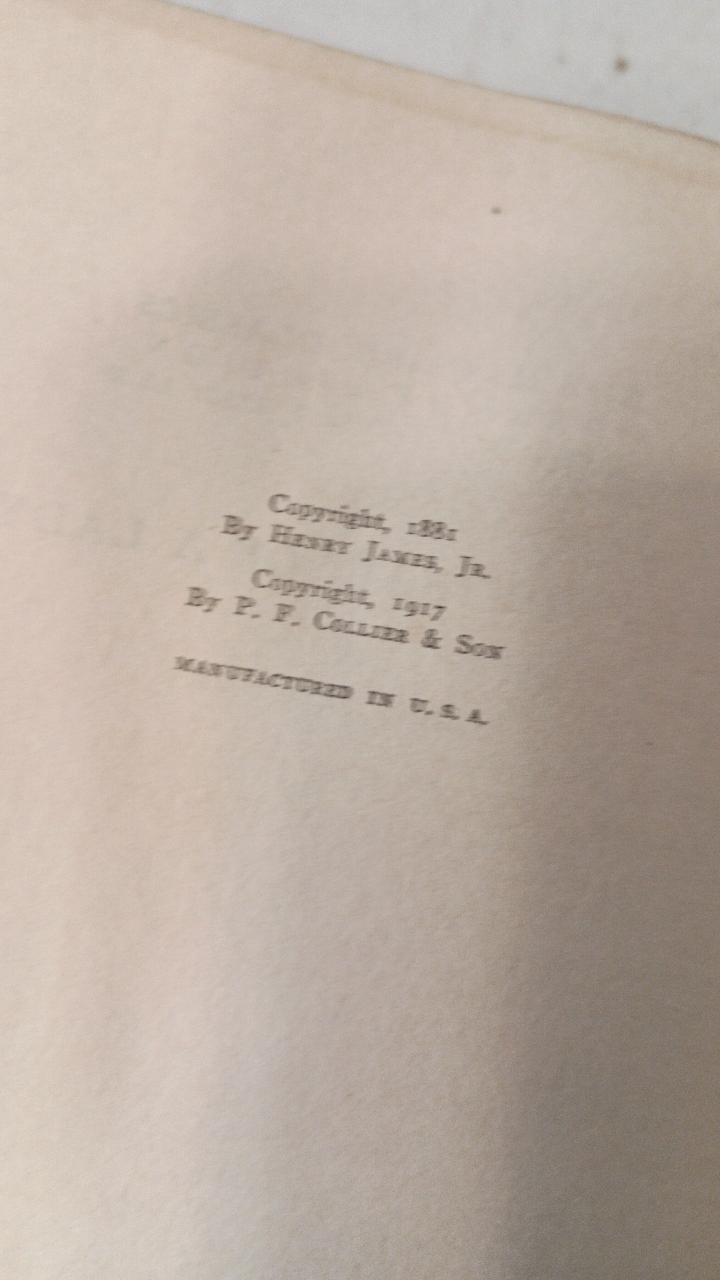 Copyright, 1881
By Henry James, Jr.
Copyright, 1917
By P. F. Collier & Son
MANUFACTURED IN U. S. A.